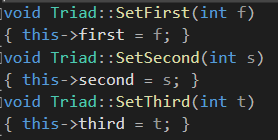 void Triad::SetFirst(int f)
{ this->first = f; }
void Triad::SetSecond(int s)
{ this->second = s; }
void Triad::SetThird(int t)
{ this->third = t; }